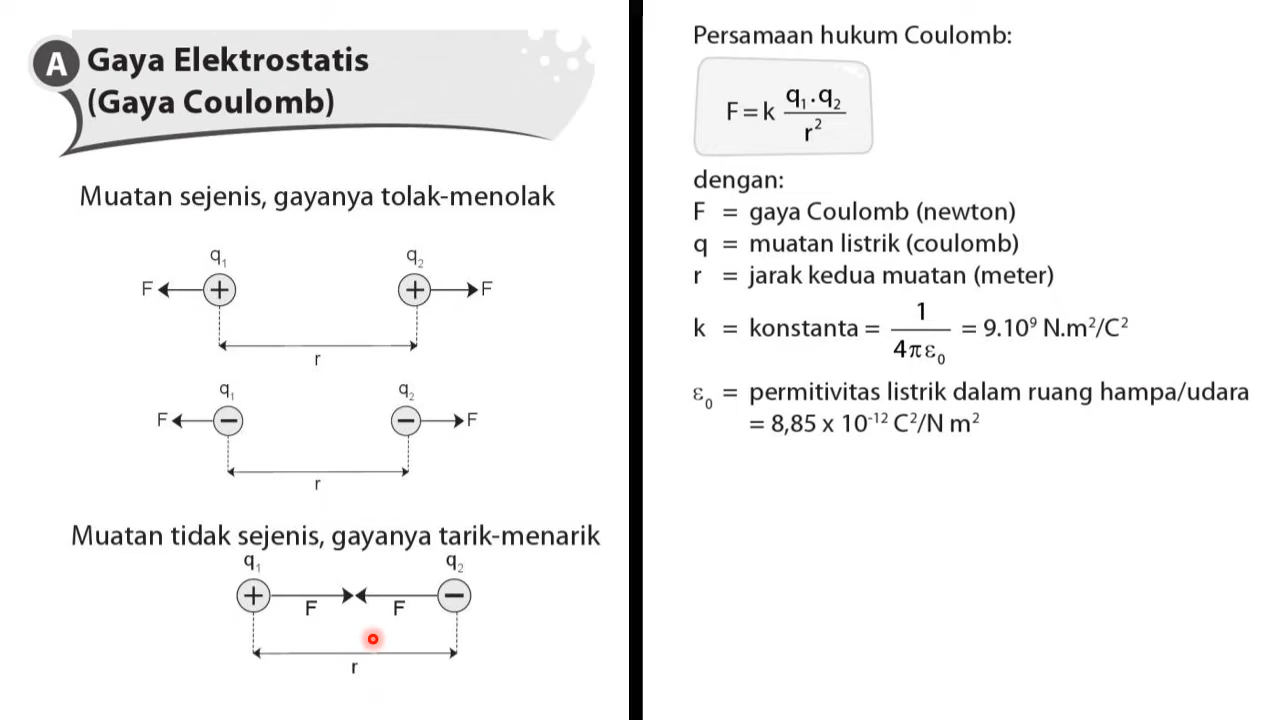 A
Gaya Elektrostatis
(Gaya Coulomb)
Muatan sejenis, gayanya tolak-menolak
q₁ q₂
F + + F
r
q₁ q₂
F − − F
r
Muatan tidak sejenis, gayanya tarik-menarik
q₁ q₂
+ F F −
r
Persamaan hukum Coulomb:
F = k q₁·q₂ / r²
dengan:
F = gaya Coulomb (newton)
q = muatan listrik (coulomb)
r = jarak kedua muatan (meter)
k = konstanta = 1 / 4πε₀ = 9.10⁹ N.m²/C²
ε₀ = permitivitas listrik dalam ruang hampa/udara
= 8,85 x 10⁻¹² C²/N m²